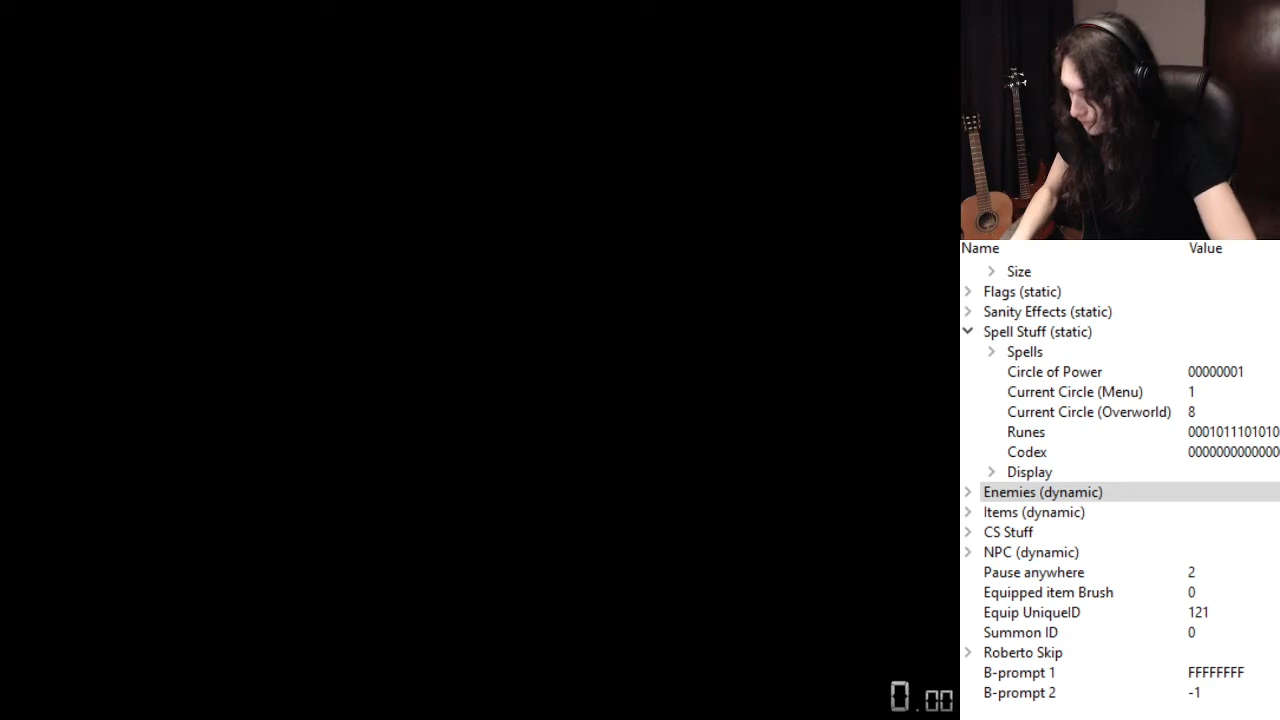 Name Value
Size
Flags (static)
Sanity Effects (static)
Spell Stuff (static)
Spells
Circle of Power 00000001
Current Circle (Menu) 1
Current Circle (Overworld) 8
Runes 0001011101010
Codex 0000000000000
Display
Enemies (dynamic)
Items (dynamic)
CS Stuff
NPC (dynamic)
Pause anywhere 2
Equipped item Brush 0
Equip UniqueID 121
Summon ID 0
Roberto Skip
B-prompt 1 FFFFFFFF
B-prompt 2 -1
0.00